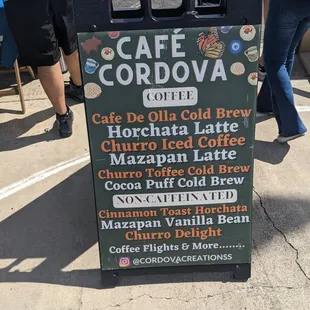 CAFÉ
CORDOVA
COFFEE
Cafe De Olla Cold Brew
Horchata Latte
Churro Iced Coffee
Mazapan Latte
Churro Toffee Cold Brew
Cocoa Puff Cold Brew
NON-CAFFEINATED
Cinnamon Toast Horchata
Mazapan Vanilla Bean
Churro Delight
Coffee Flights & More........
@CORDOVACREATIONSS